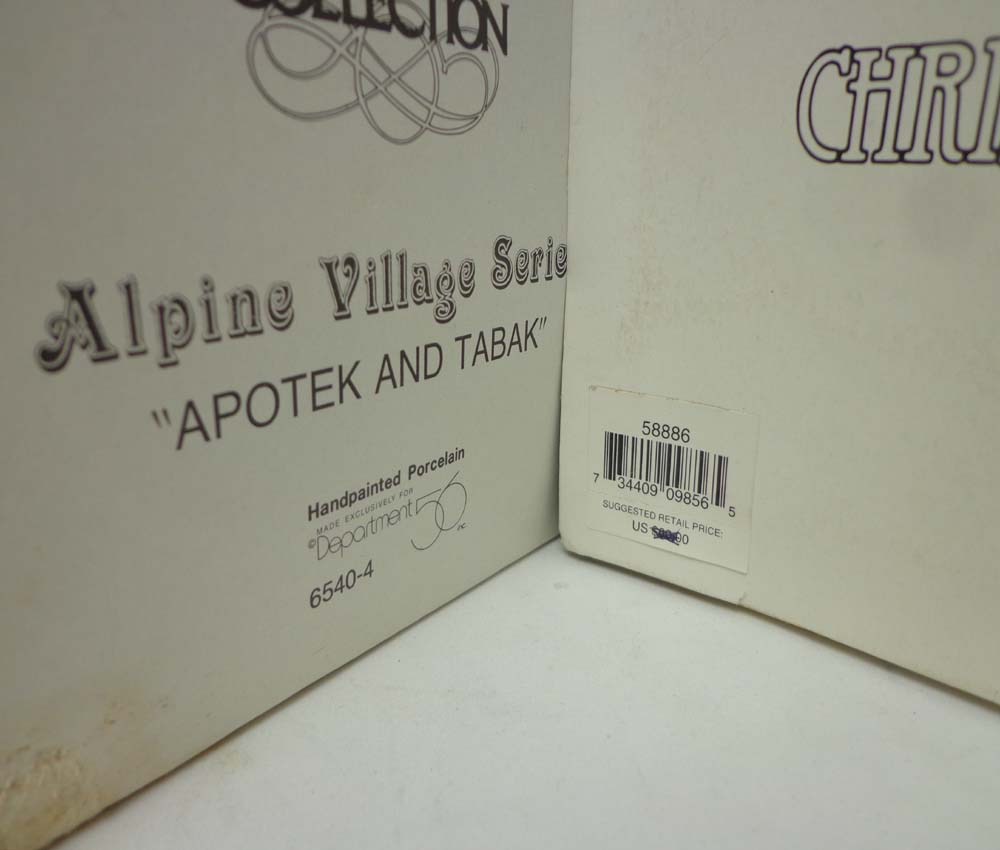 COLLECTION
Alpine Village Serie
"APOTEK AND TABAK"
Handpainted Porcelain
MADE EXCLUSIVELY FOR
©Department 56 INC.
6540-4
CHRI
58886
7 34409 09856 5
SUGGESTED RETAIL PRICE:
US